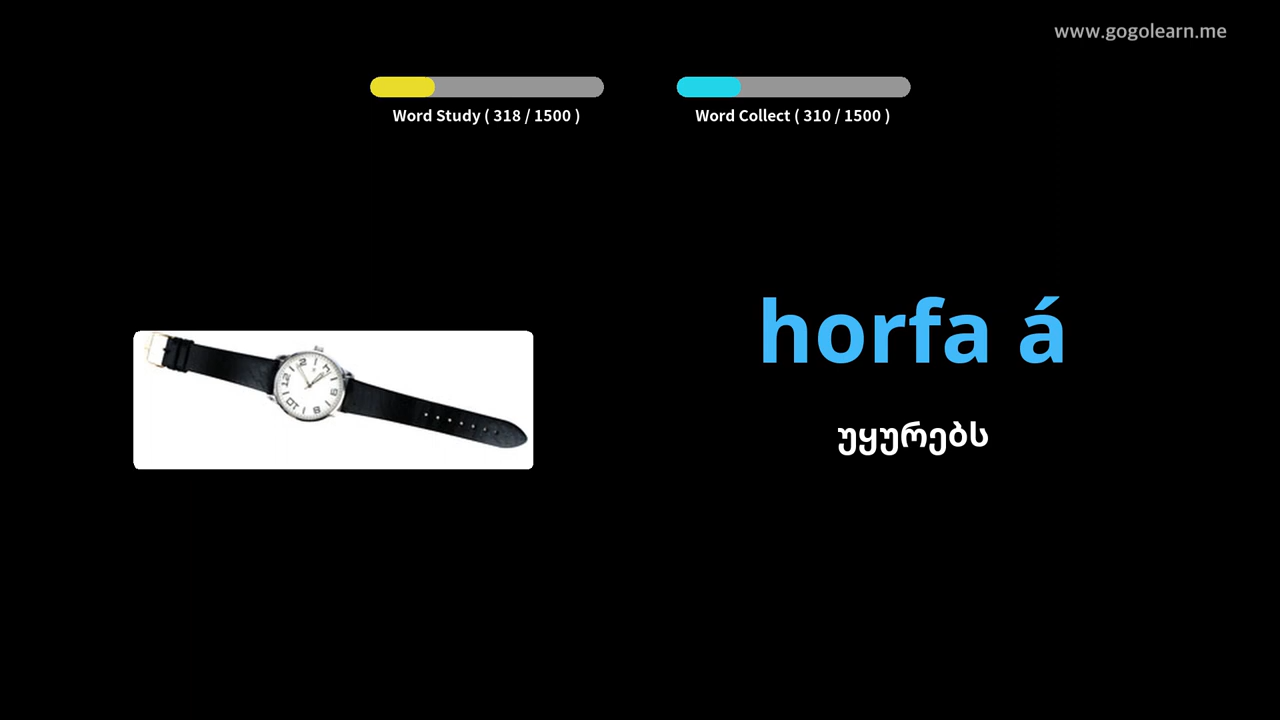 www.gogolearn.me
Word Study ( 318 / 1500 )
Word Collect ( 310 / 1500 )
horfa á
უყურებს